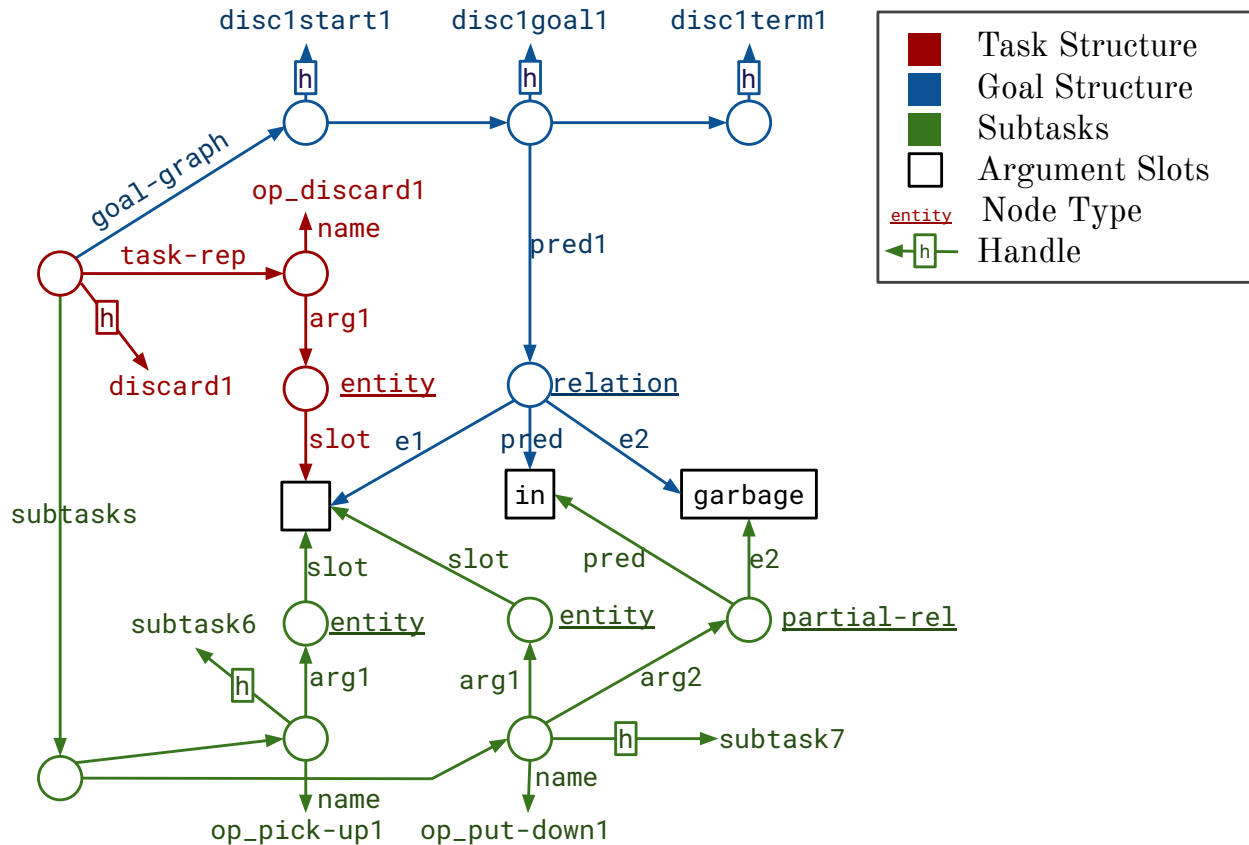 disc1start1
disc1goal1
disc1term1
h
h
h
goal-graph
op_discard1
name
task-rep
pred1
h
arg1
discard1
entity
relation
slot
e1
pred
e2
in
garbage
subtasks
slot
slot
pred
e2
subtask6
entity
entity
partial-rel
h
arg1
arg1
arg2
h
subtask7
name
name
op_pick-up1
op_put-down1
Task Structure
Goal Structure
Subtasks
Argument Slots
entity
Node Type
h
Handle